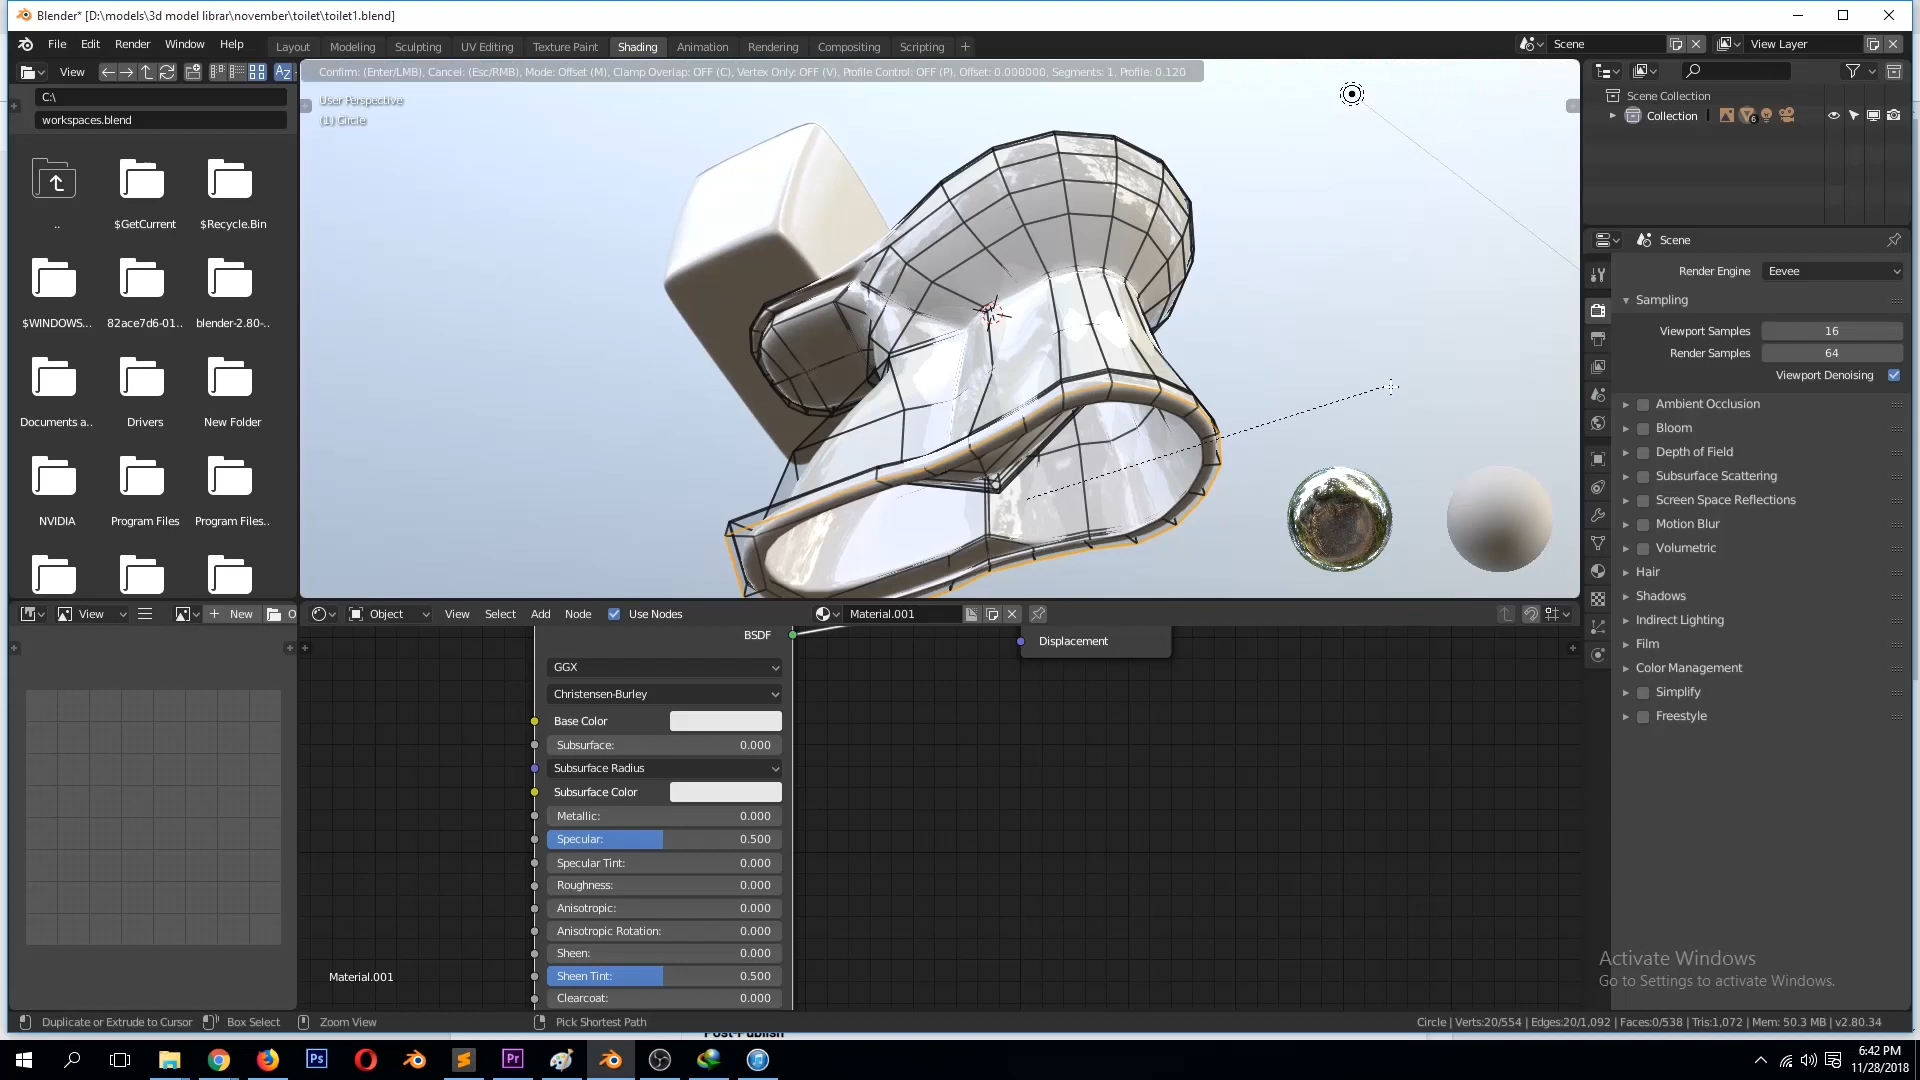 Blender* [D:\models\3d model librar\november\toilet\toilet1.blend]
File Edit Render Window Help
Layout Modeling Sculpting UV Editing Texture Paint Shading Animation Rendering Compositing Scripting +
Scene
View Layer
View
Confirm: (Enter/LMB), Cancel: (Esc/RMB), Mode: Offset (M), Clamp Overlap: OFF (C), Vertex Only: OFF (V), Profile Control: OFF (P), Offset: 0.000000, Segments: 1, Profile: 0.120
C:\
workspaces.blend
User Perspective
(1) Circle
..
$GetCurrent
$Recycle.Bin
$WINDOWS...
82ace7d6-01..
blender-2.80-..
Documents a..
Drivers
New Folder
NVIDIA
Program Files
Program Files..
Scene Collection
Collection
6
Scene
Render Engine Eevee
Sampling
Viewport Samples 16
Render Samples 64
Viewport Denoising
Ambient Occlusion
Bloom
Depth of Field
Subsurface Scattering
Screen Space Reflections
Motion Blur
Volumetric
Hair
Shadows
Indirect Lighting
Film
Color Management
Simplify
Freestyle
View
New
O
Object View Select Add Node Use Nodes
Material.001
BSDF
Displacement
GGX
Christensen-Burley
Base Color
Subsurface: 0.000
Subsurface Radius
Subsurface Color
Metallic: 0.000
Specular: 0.500
Specular Tint: 0.000
Roughness: 0.000
Anisotropic: 0.000
Anisotropic Rotation: 0.000
Sheen: 0.000
Sheen Tint: 0.500
Clearcoat: 0.000
Material.001
Activate Windows
Go to Settings to activate Windows.
Duplicate or Extrude to Cursor
Box Select
Zoom View
Pick Shortest Path
Circle | Verts:20/554 | Edges:20/1,092 | Faces:0/538 | Tris:1,072 | Mem: 50.3 MB | v2.80.34
Post-Publish
Ps
Pr
6:42 PM
11/28/2018